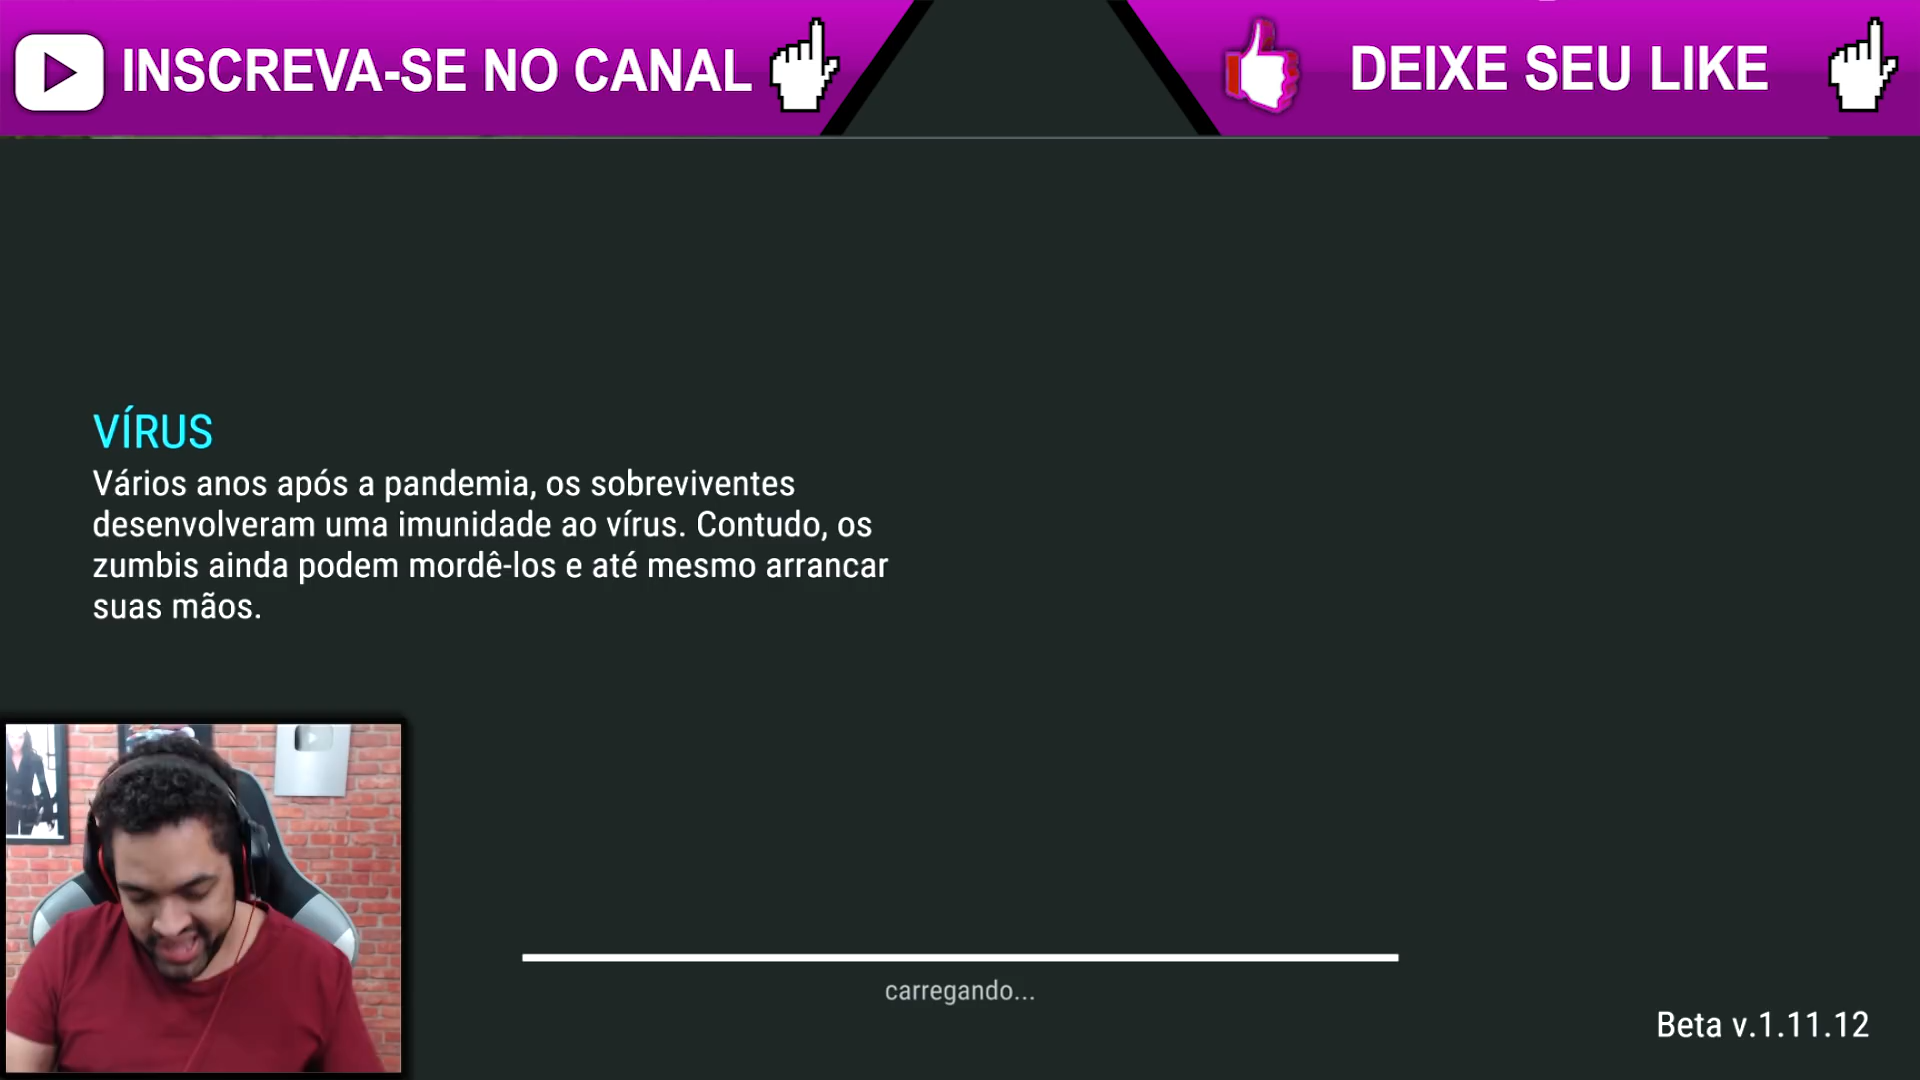 INSCREVA-SE NO CANAL
DEIXE SEU LIKE
VÍRUS
Vários anos após a pandemia, os sobreviventes
desenvolveram uma imunidade ao vírus. Contudo, os
zumbis ainda podem mordê-los e até mesmo arrancar
suas mãos.
carregando...
Beta v.1.11.12